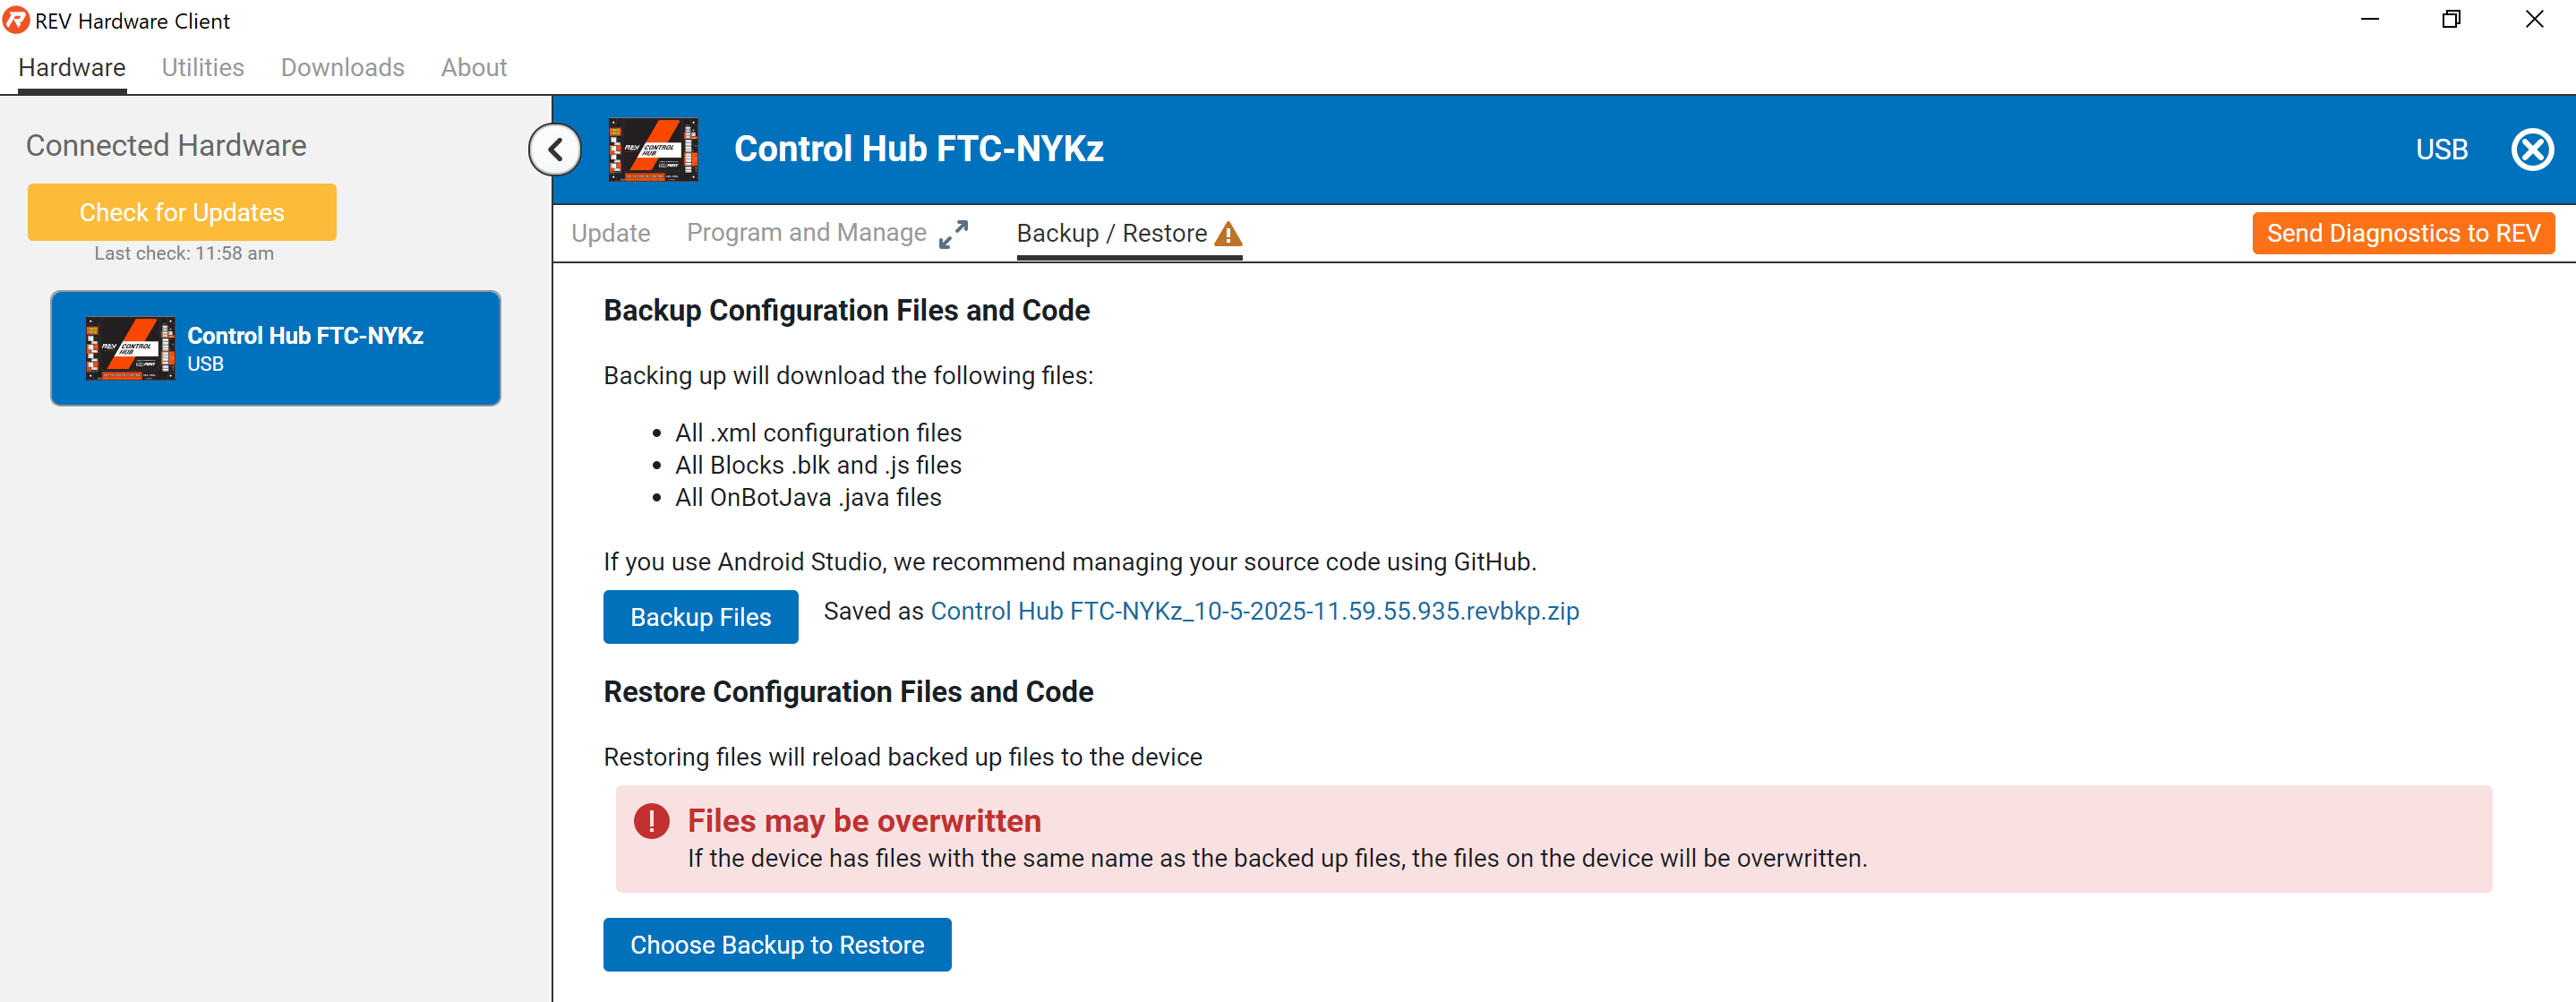 REV Hardware Client
Hardware Utilities Downloads About
Connected Hardware
Check for Updates
Last check: 11:58 am
Control Hub FTC-NYKz
USB
Control Hub FTC-NYKz
USB
Update Program and Manage Backup / Restore
Send Diagnostics to REV
Backup Configuration Files and Code
Backing up will download the following files:
• All .xml configuration files
• All Blocks .blk and .js files
• All OnBotJava .java files
If you use Android Studio, we recommend managing your source code using GitHub.
Backup Files
Saved as Control Hub FTC-NYKz_10-5-2025-11.59.55.935.revbkp.zip
Restore Configuration Files and Code
Restoring files will reload backed up files to the device
Files may be overwritten
If the device has files with the same name as the backed up files, the files on the device will be overwritten.
Choose Backup to Restore